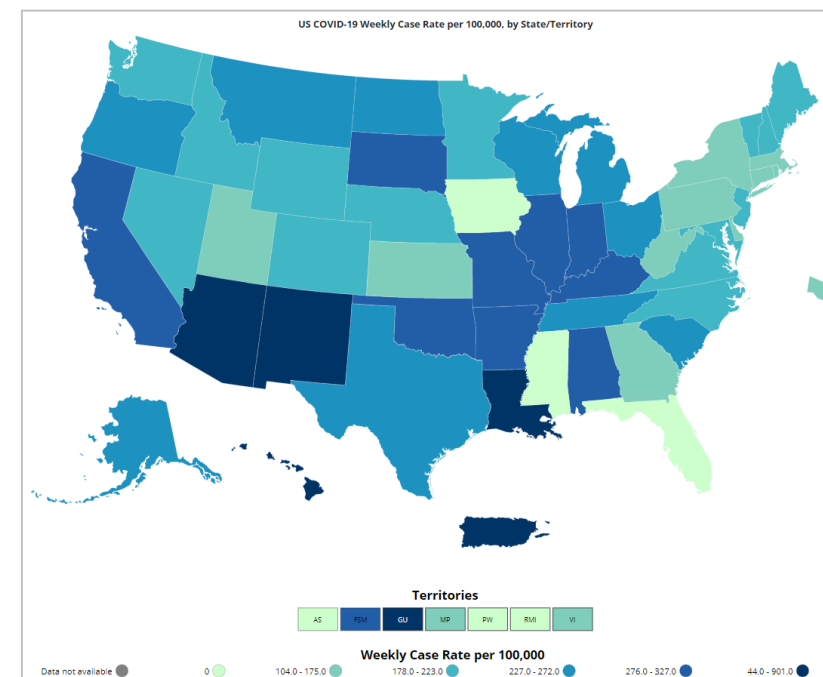 US COVID-19 Weekly Case Rate per 100,000, by State/Territory
Territories
AS FSM GU MP PW RMI VI
Weekly Case Rate per 100,000
Data not available 0 104.0 - 175.0 178.0 - 223.0 227.0 - 272.0 276.0 - 327.0 44.0 - 901.0